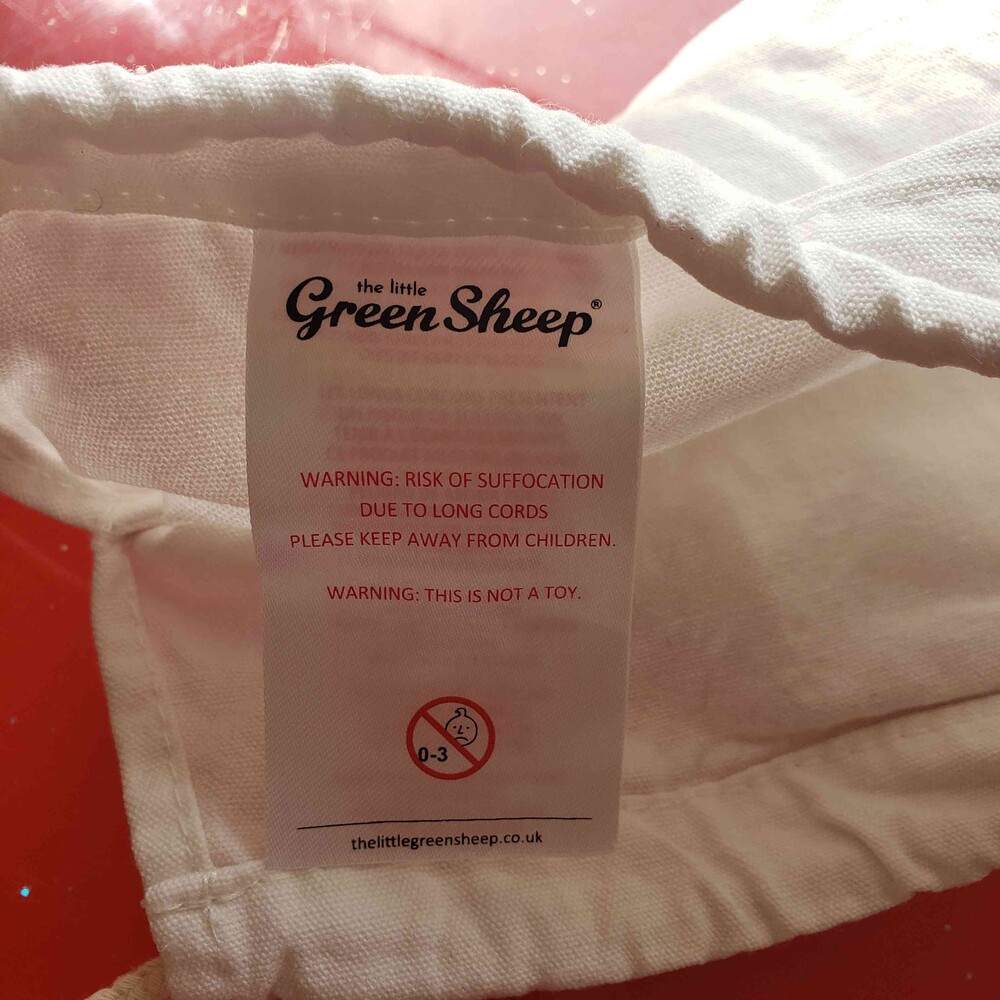 the little
Green Sheep®
WARNING: RISK OF SUFFOCATION
DUE TO LONG CORDS
PLEASE KEEP AWAY FROM CHILDREN.
WARNING: THIS IS NOT A TOY.
0-3
thelittlegreensheep.co.uk